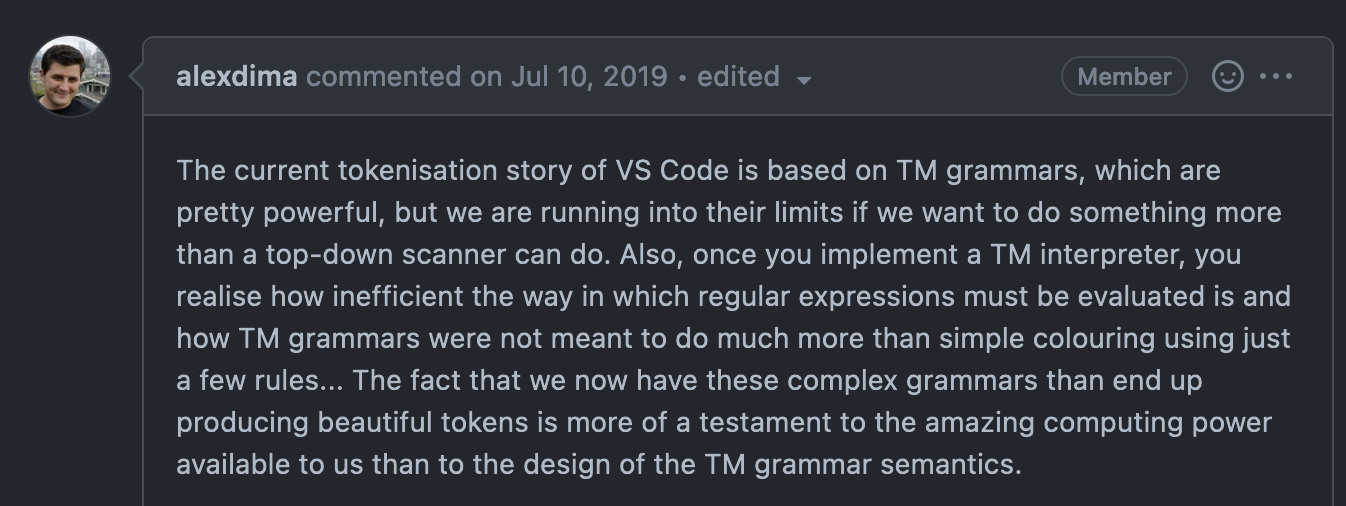 alexdima commented on Jul 10, 2019 • edited
Member
The current tokenisation story of VS Code is based on TM grammars, which are
pretty powerful, but we are running into their limits if we want to do something more
than a top-down scanner can do. Also, once you implement a TM interpreter, you
realise how inefficient the way in which regular expressions must be evaluated is and
how TM grammars were not meant to do much more than simple colouring using just
a few rules... The fact that we now have these complex grammars than end up
producing beautiful tokens is more of a testament to the amazing computing power
available to us than to the design of the TM grammar semantics.